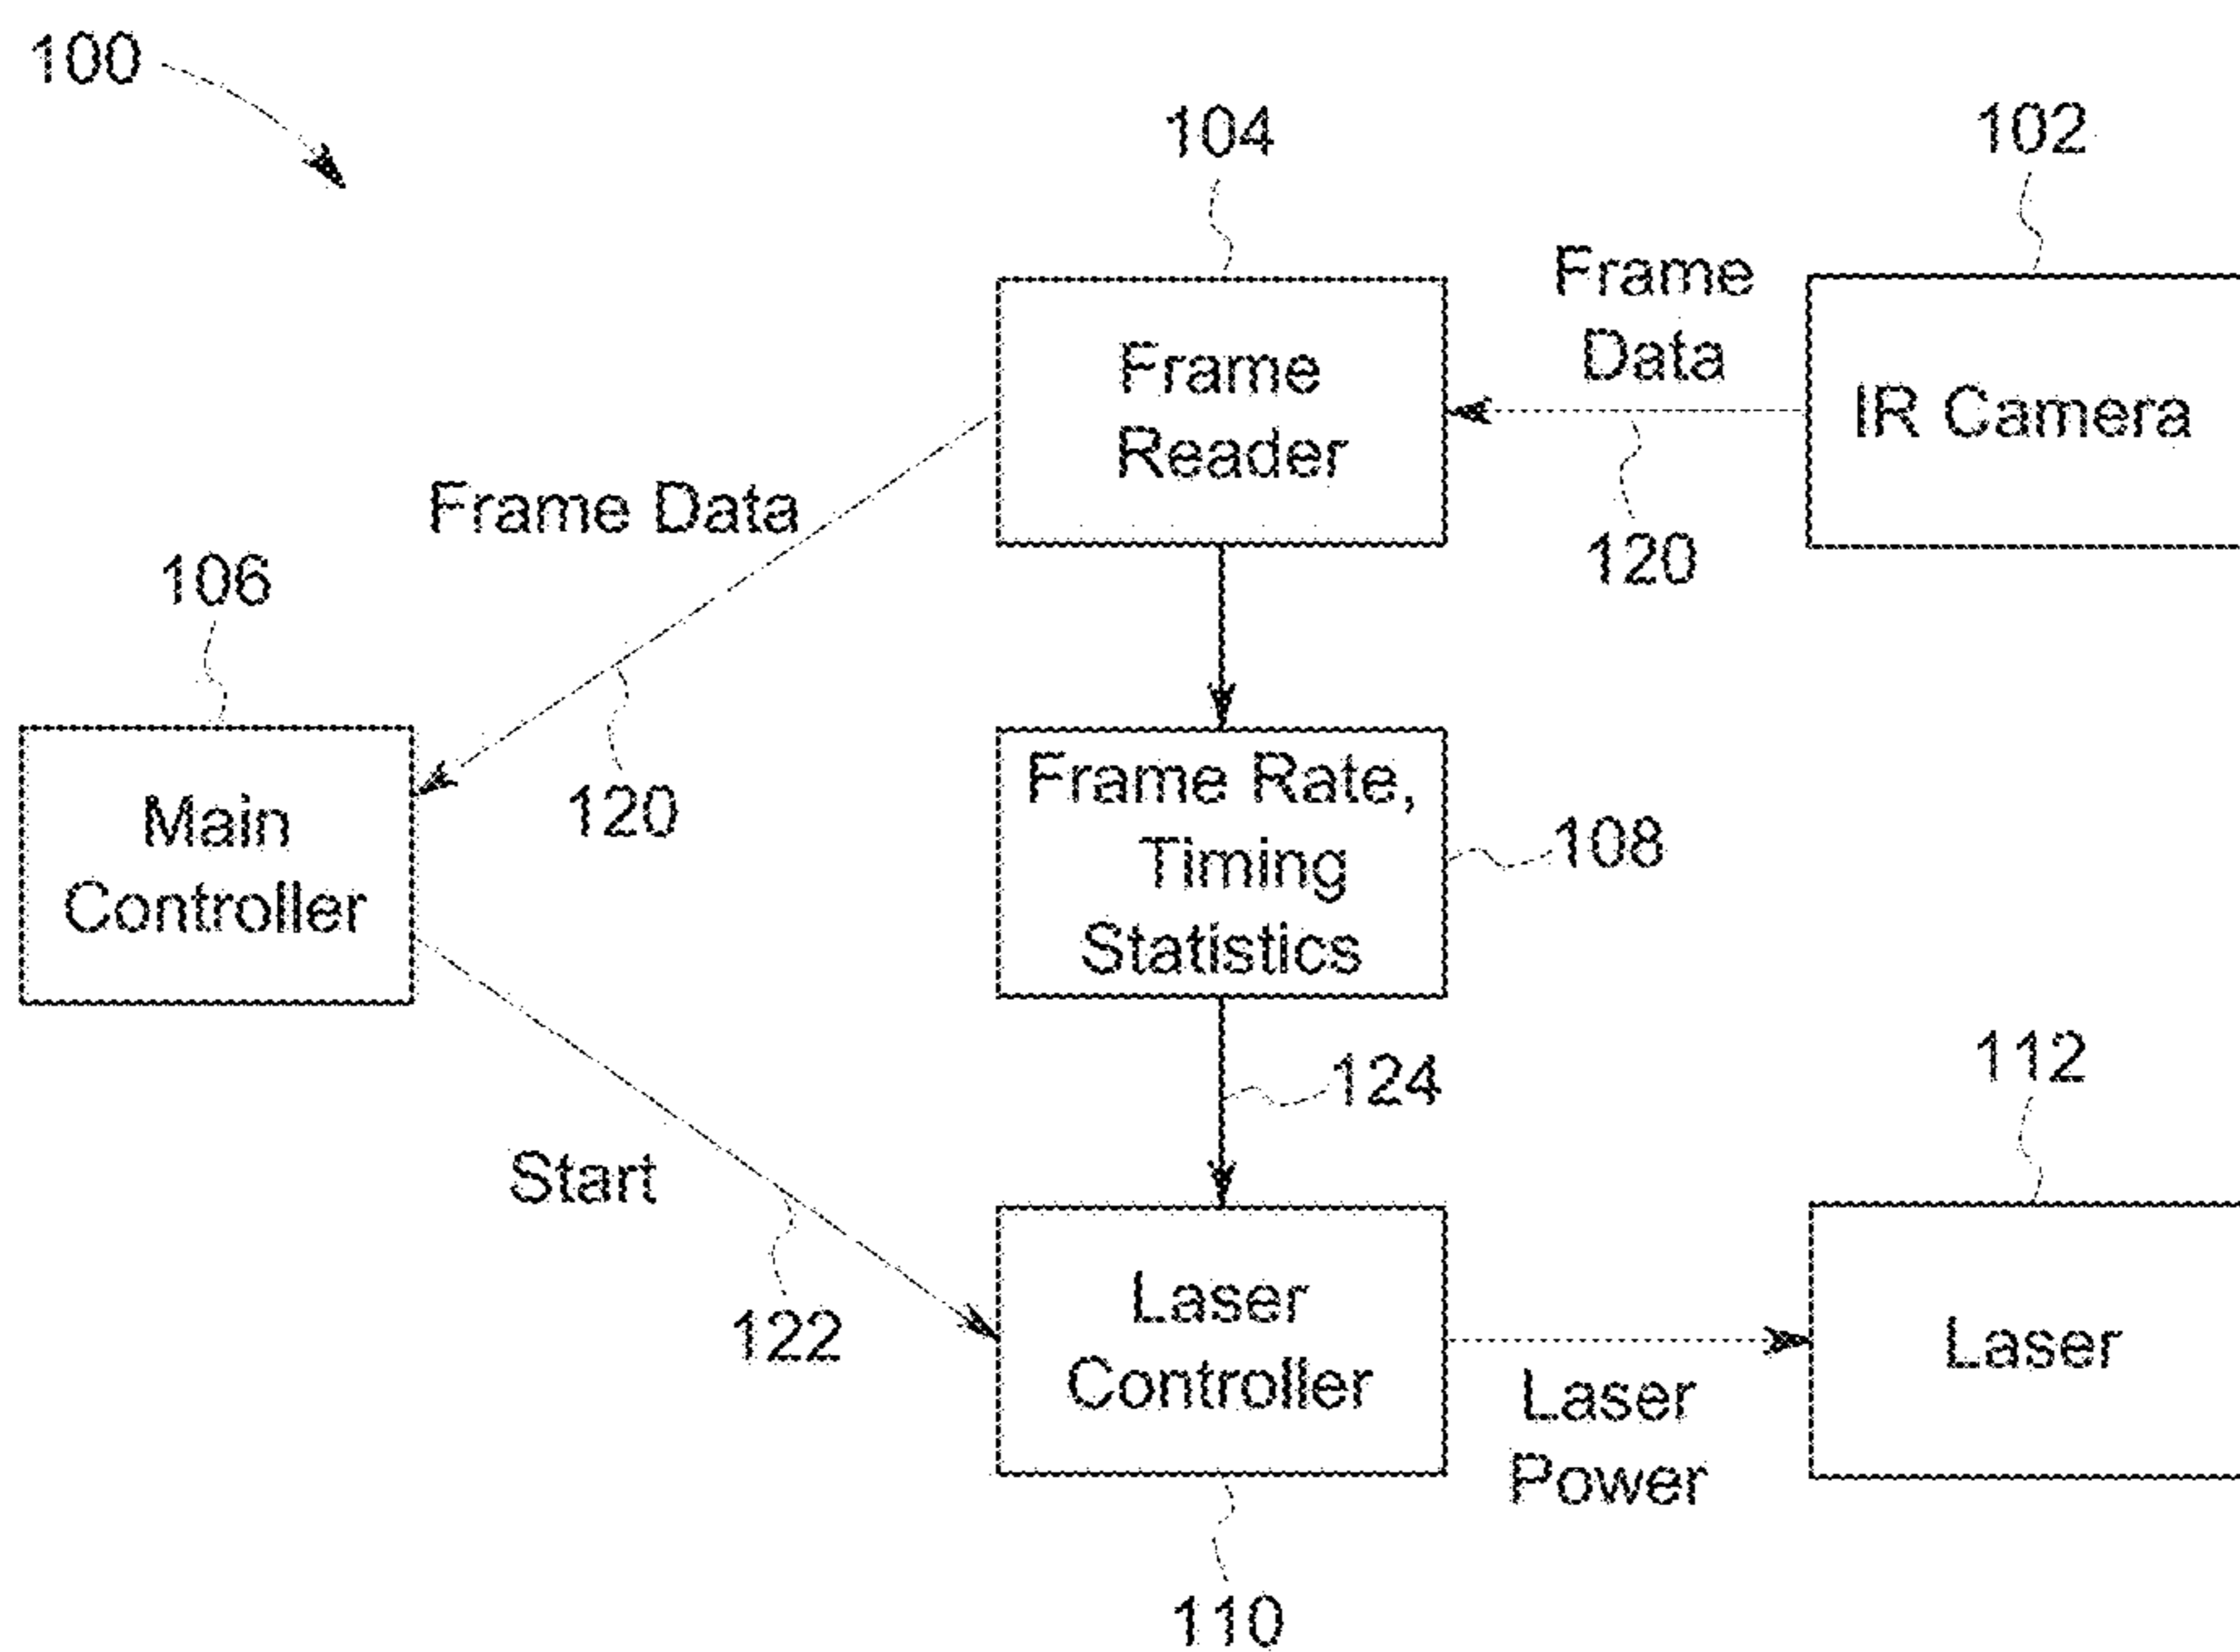 100
104
102
Frame
Data
Frame
Reader
IR Camera
Frame Data
120
106
120
Main
Controller
Frame Rate,
Timing
Statistics
108
124
112
Start
122
Laser
Controller
Laser
Power
Laser
110